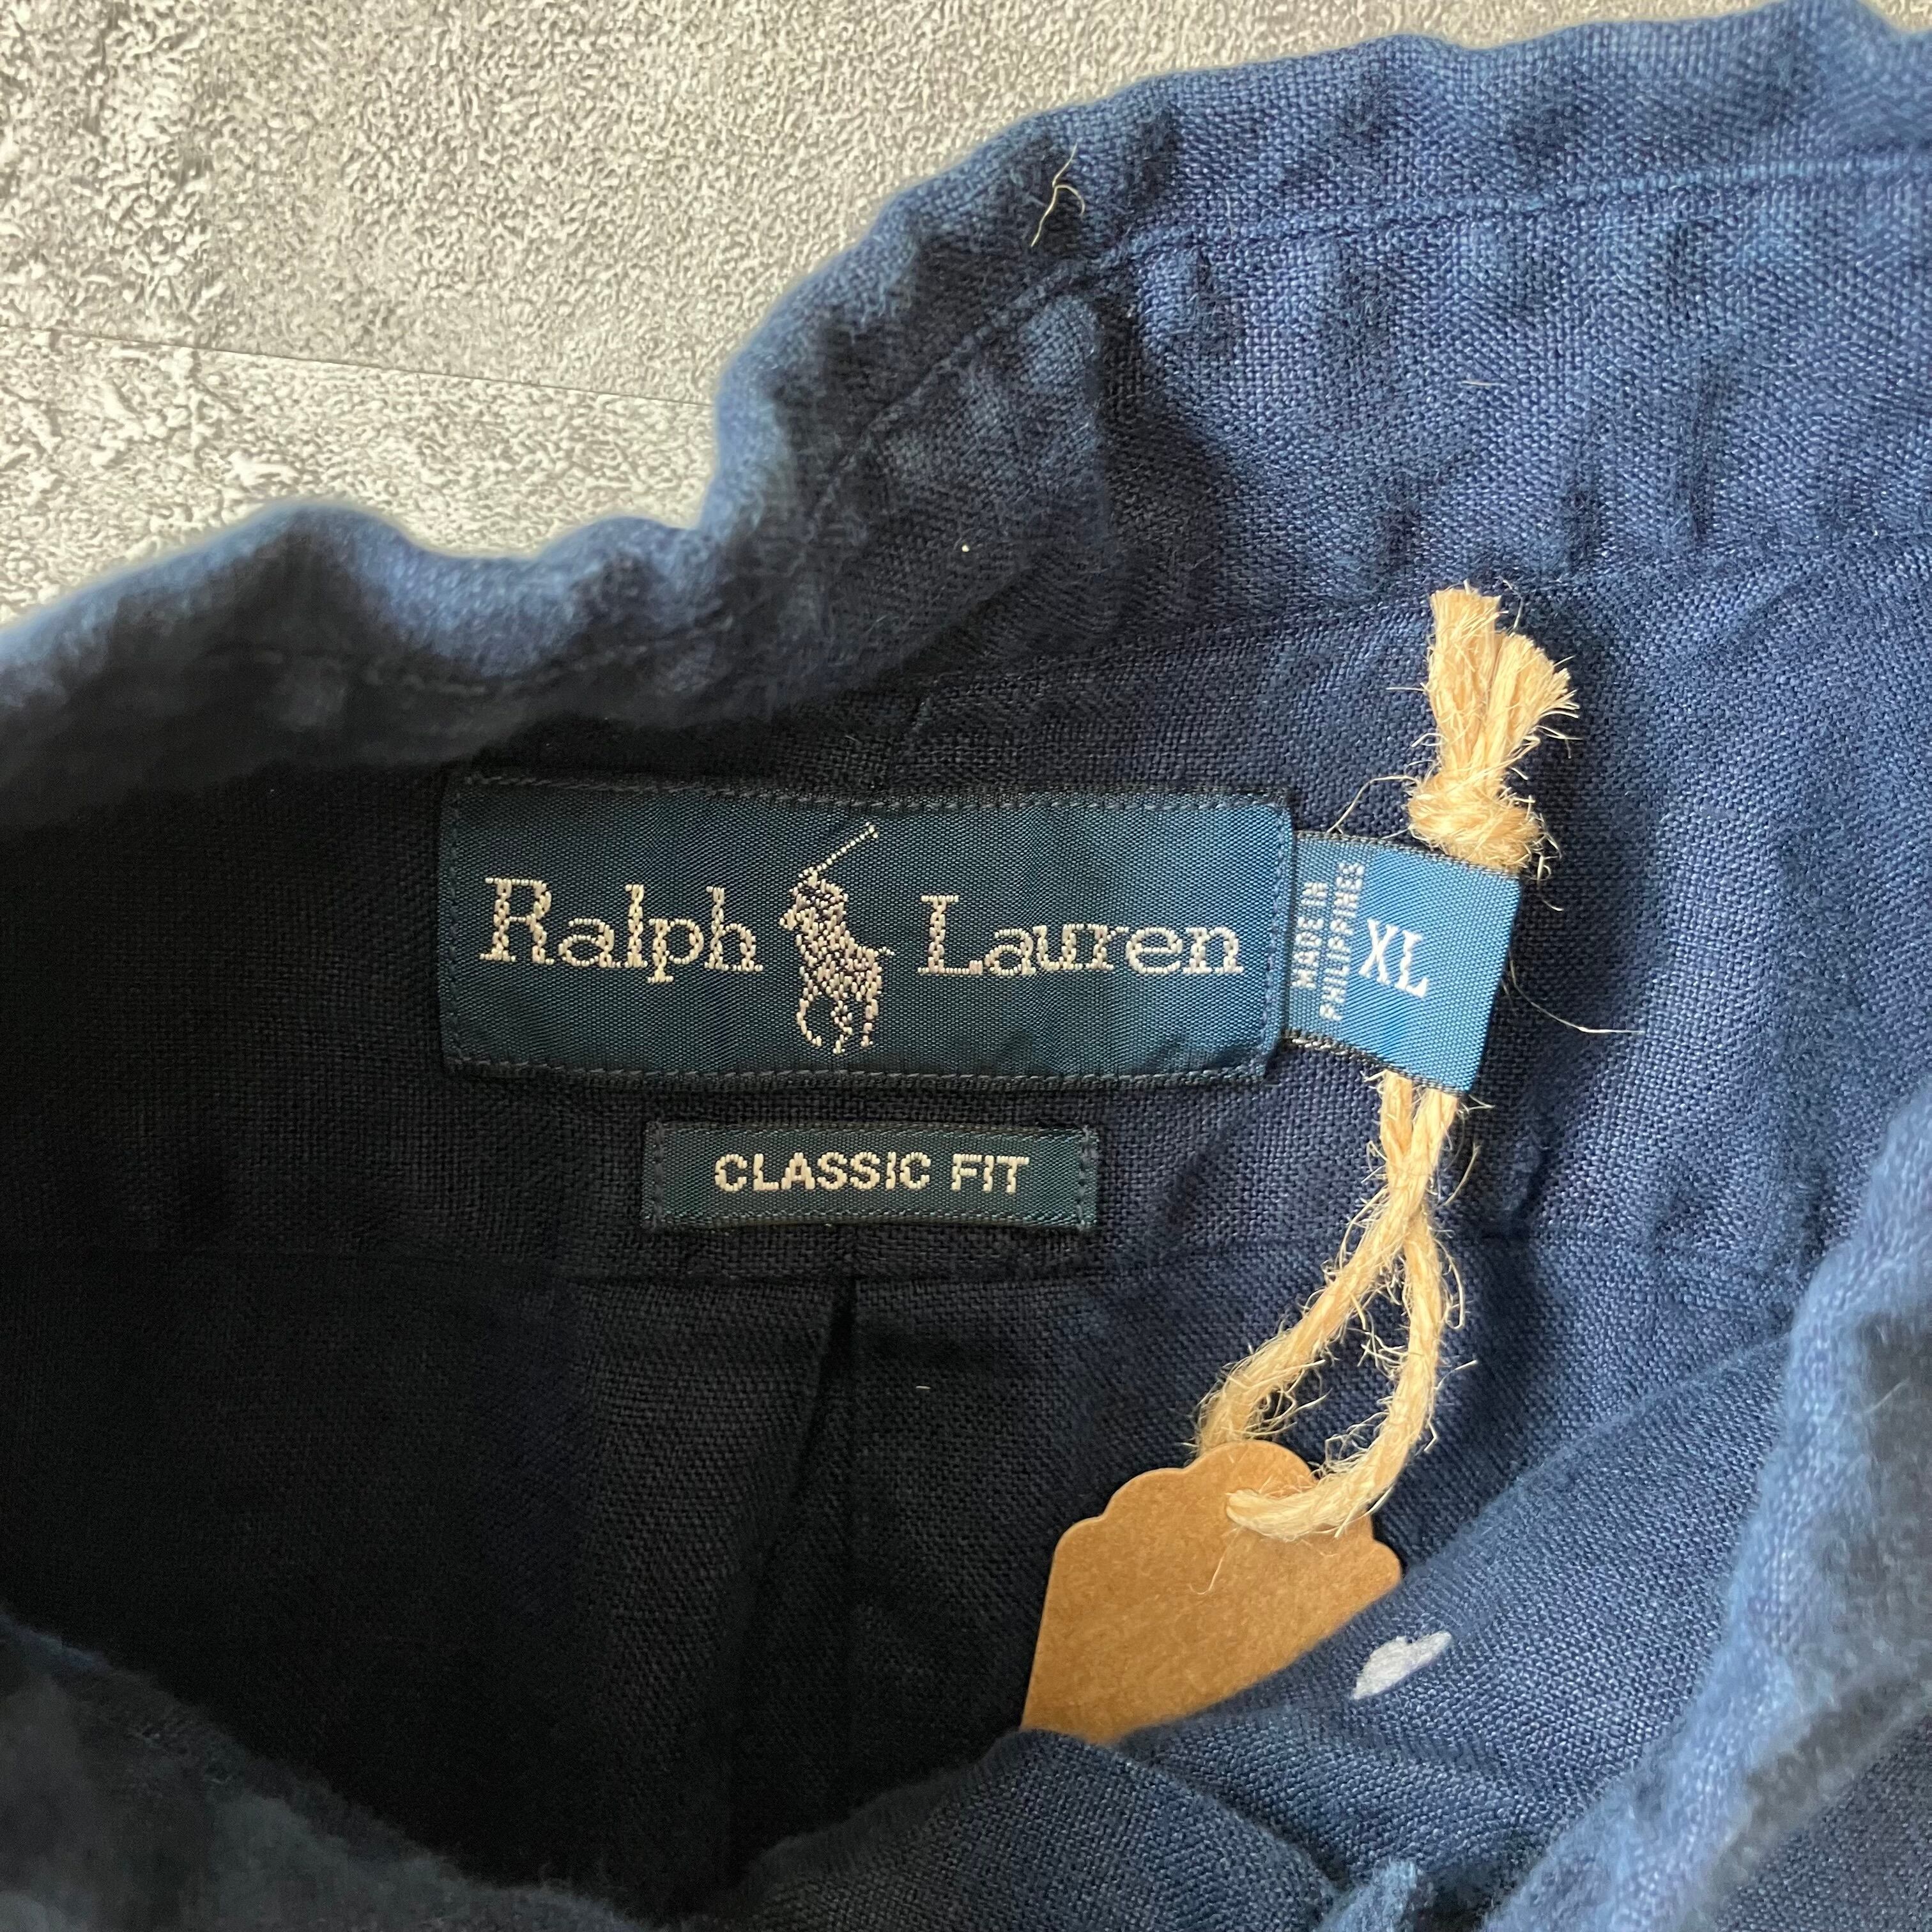 Ralph Lauren
MADE IN
PHILIPPINES
XL
CLASSIC FIT